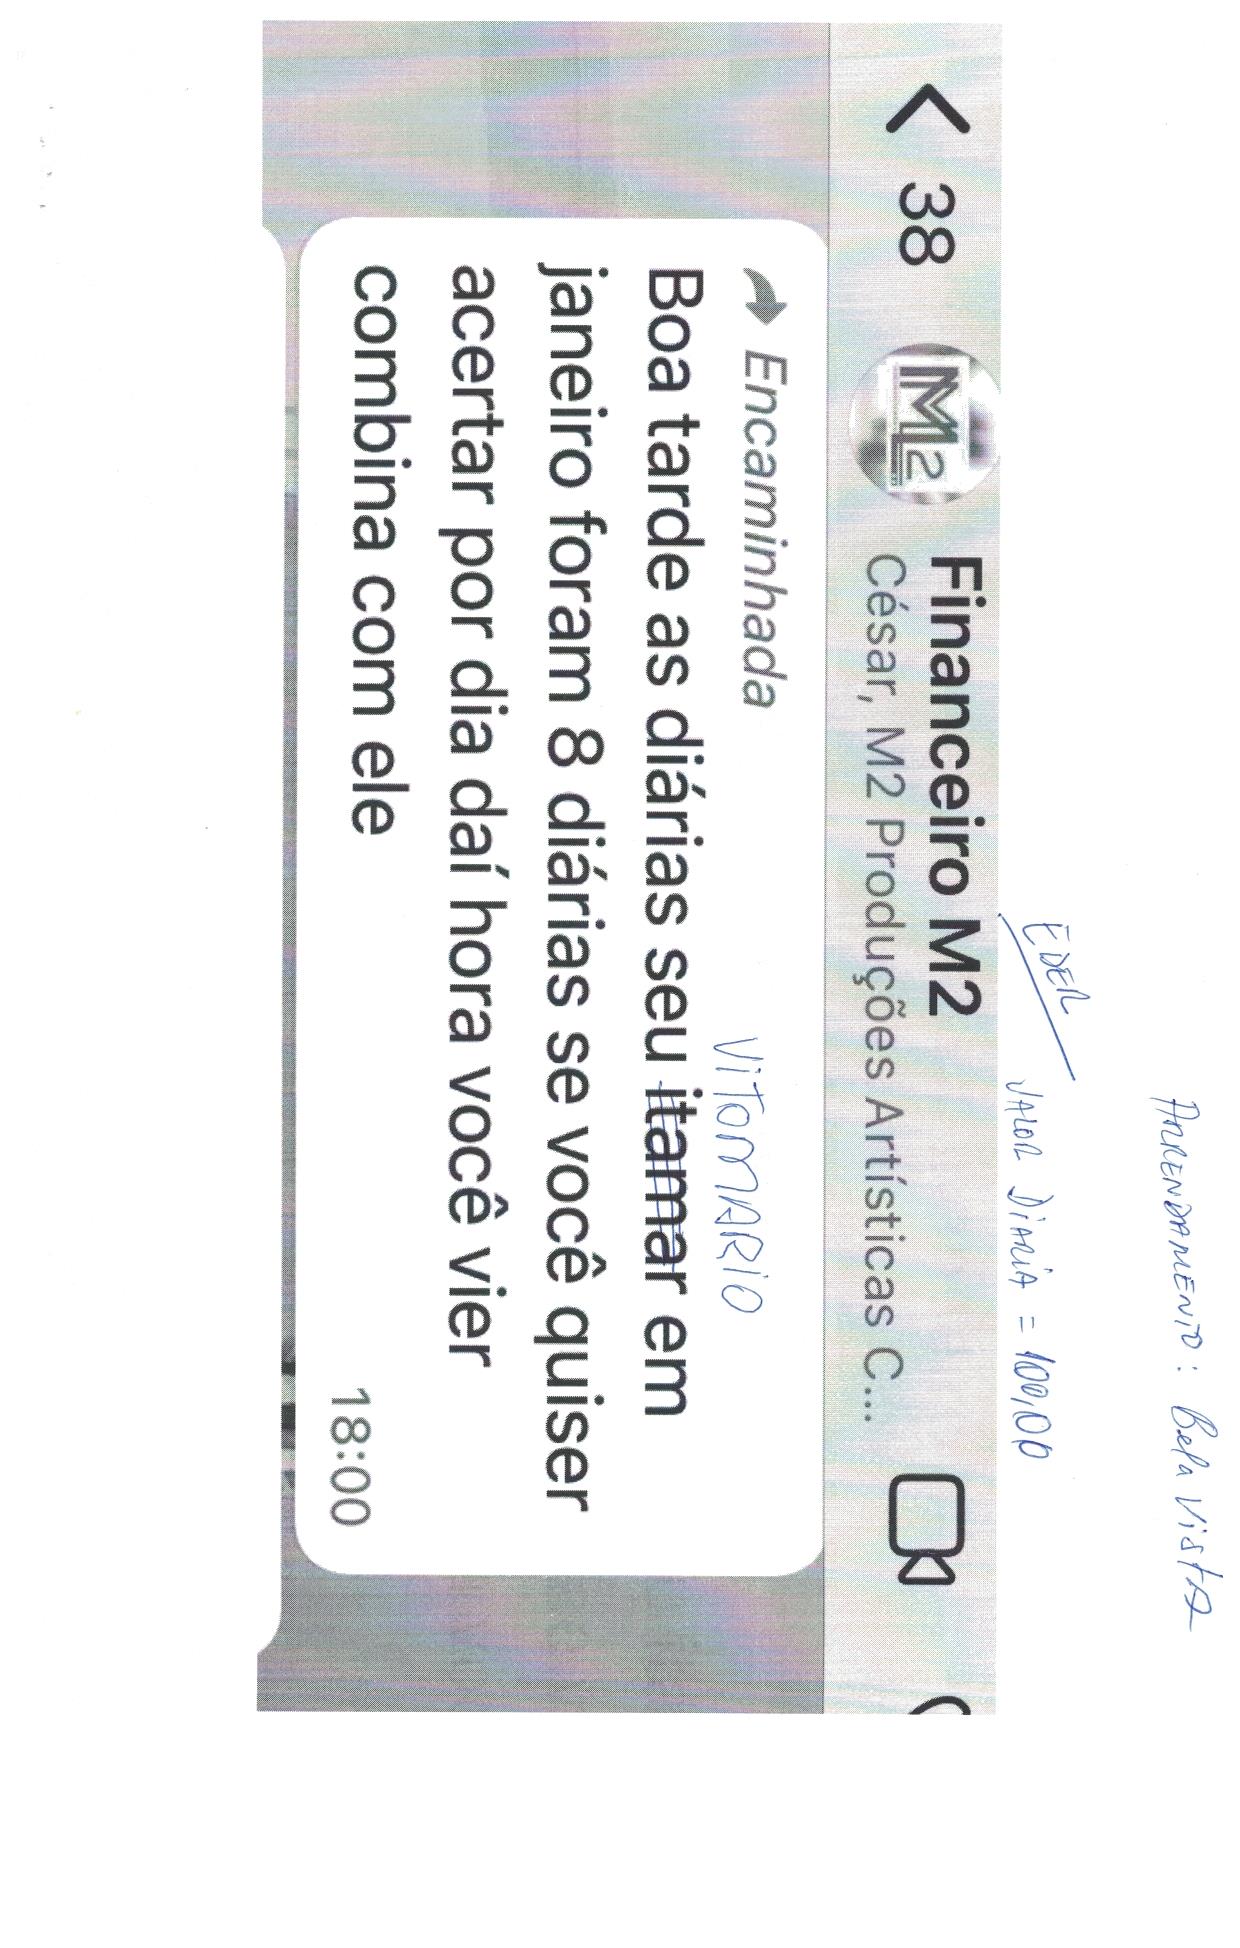 ARRENDAMENTO: Bela Vista
EDER
VALOR DIARIA = 100,00
38
M2
Financeiro M2
César, M2 Produções Artísticas C...
Encaminhada
VITOMARIO
Boa tarde as diárias seu itamar em
janeiro foram 8 diárias se você quiser
acertar por dia daí hora você vier
combina com ele
18:00